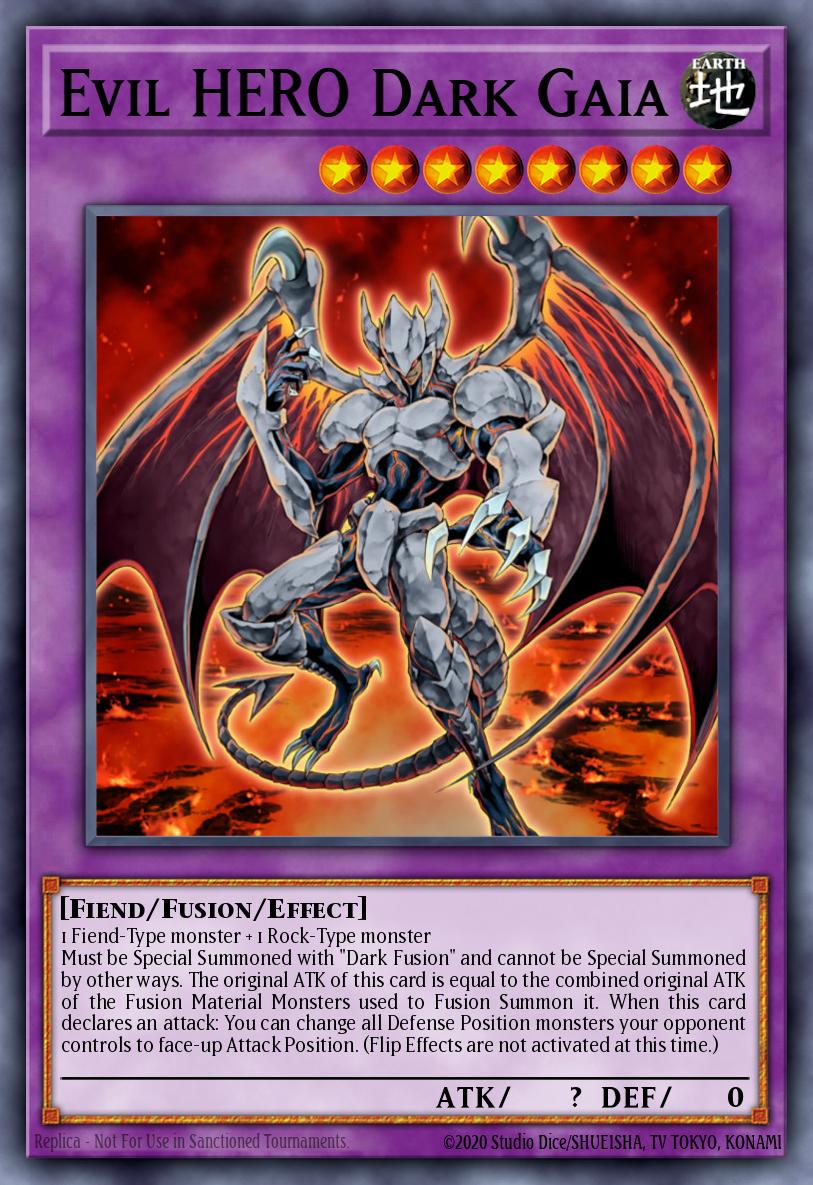 Evil HERO Dark Gaia
EARTH
地
[Fiend/Fusion/Effect]
1 Fiend-Type monster + 1 Rock-Type monster
Must be Special Summoned with "Dark Fusion" and cannot be Special Summoned
by other ways. The original ATK of this card is equal to the combined original ATK
of the Fusion Material Monsters used to Fusion Summon it. When this card
declares an attack: You can change all Defense Position monsters your opponent
controls to face-up Attack Position. (Flip Effects are not activated at this time.)
ATK/ ? DEF/ 0
Replica - Not For Use in Sanctioned Tournaments.
©2020 Studio Dice/SHUEISHA, TV TOKYO, KONAMI